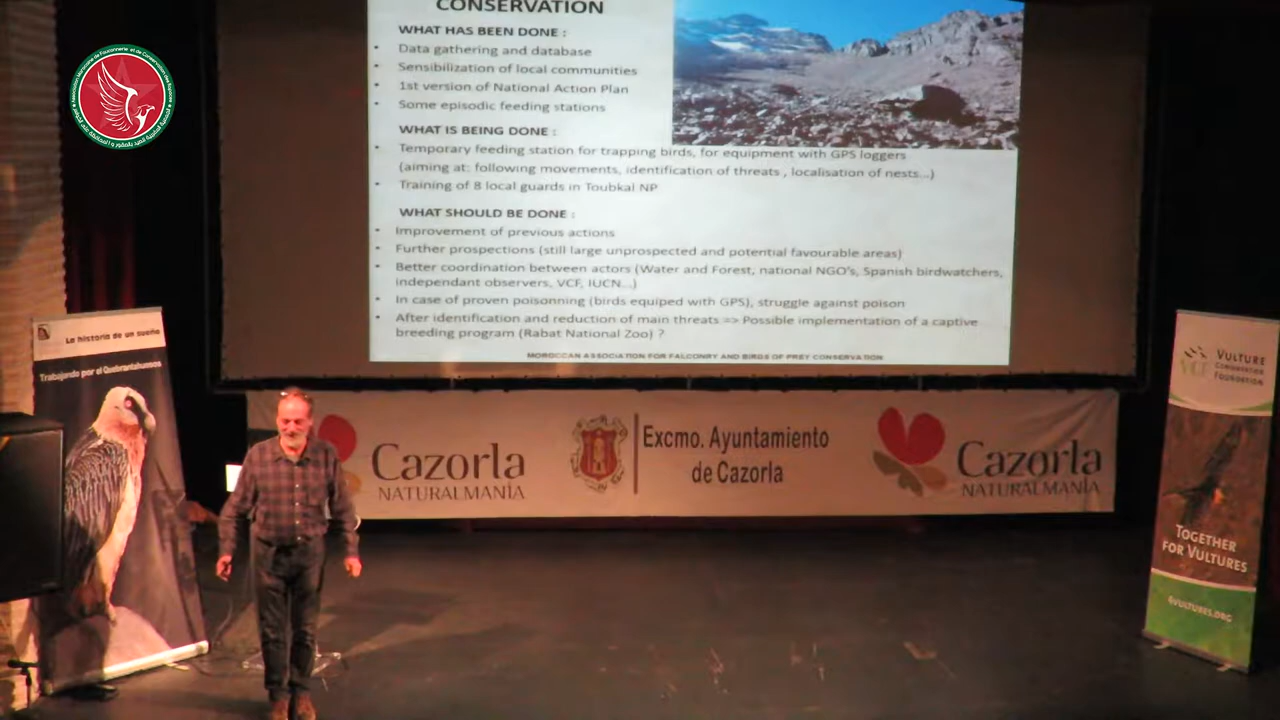 CONSERVATION
WHAT HAS BEEN DONE :
• Data gathering and database
• Sensibilization of local communities
• 1st version of National Action Plan
• Some episodic feeding stations
WHAT IS BEING DONE :
• Temporary feeding station for trapping birds, for equipment with GPS loggers
(aiming at: following movements, identification of threats , localisation of nests...)
• Training of 8 local guards in Toubkal NP
WHAT SHOULD BE DONE :
• Improvement of previous actions
• Further prospections (still large unprospected and potential favourable areas)
• Better coordination between actors (Water and Forest, national NGO's, Spanish birdwatchers,
independant observers, VCF, IUCN...)
• In case of proven poisonning (birds equiped with GPS), struggle against poison
• After identification and reduction of main threats => Possible implementation of a captive
breeding program (Rabat National Zoo) ?
MOROCCAN ASSOCIATION FOR FALCONRY AND BIRDS OF PREY CONSERVATION
La historia de un sueño
Trabajando por el Quebrantahuesos
Cazorla
NATURALMANIA
Excmo. Ayuntamiento
de Cazorla
Cazorla
NATURALMANIA
VCF
VULTURE
CONSERVATION
FOUNDATION
TOGETHER
FOR VULTURES
4VULTURES.ORG